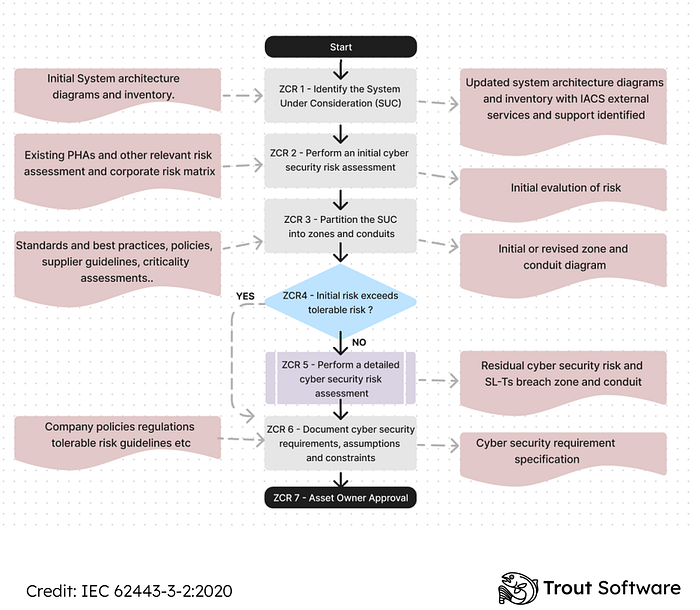 Start
Initial System architecture
diagrams and inventory.
ZCR 1 - Identify the System
Under Consideration (SUC)
Updated system architecture diagrams
and inventory with IACS external
services and support identified
Existing PHAs and other relevant risk
assessment and corporate risk matrix
ZCR 2 - Perform an initial cyber
security risk assessment
Initial evalution of risk
Standards and best practices, policies,
supplier guidelines, criticality
assessments..
ZCR 3 - Partition the SUC
into zones and conduits
Initial or revised zone and
conduit diagram
ZCR4 - Initial risk exceeds
tolerable risk ?
YES
NO
ZCR 5 - Perform a detailed
cyber security risk
assessment
Residual cyber security risk and
SL-Ts breach zone and conduit
Company policies regulations
tolerable risk guidelines etc
ZCR 6 - Document cyber security
requirements, assumptions
and constraints
Cyber security requirement
specification
ZCR 7 - Asset Owner Approval
Credit: IEC 62443-3-2:2020
Trout Software